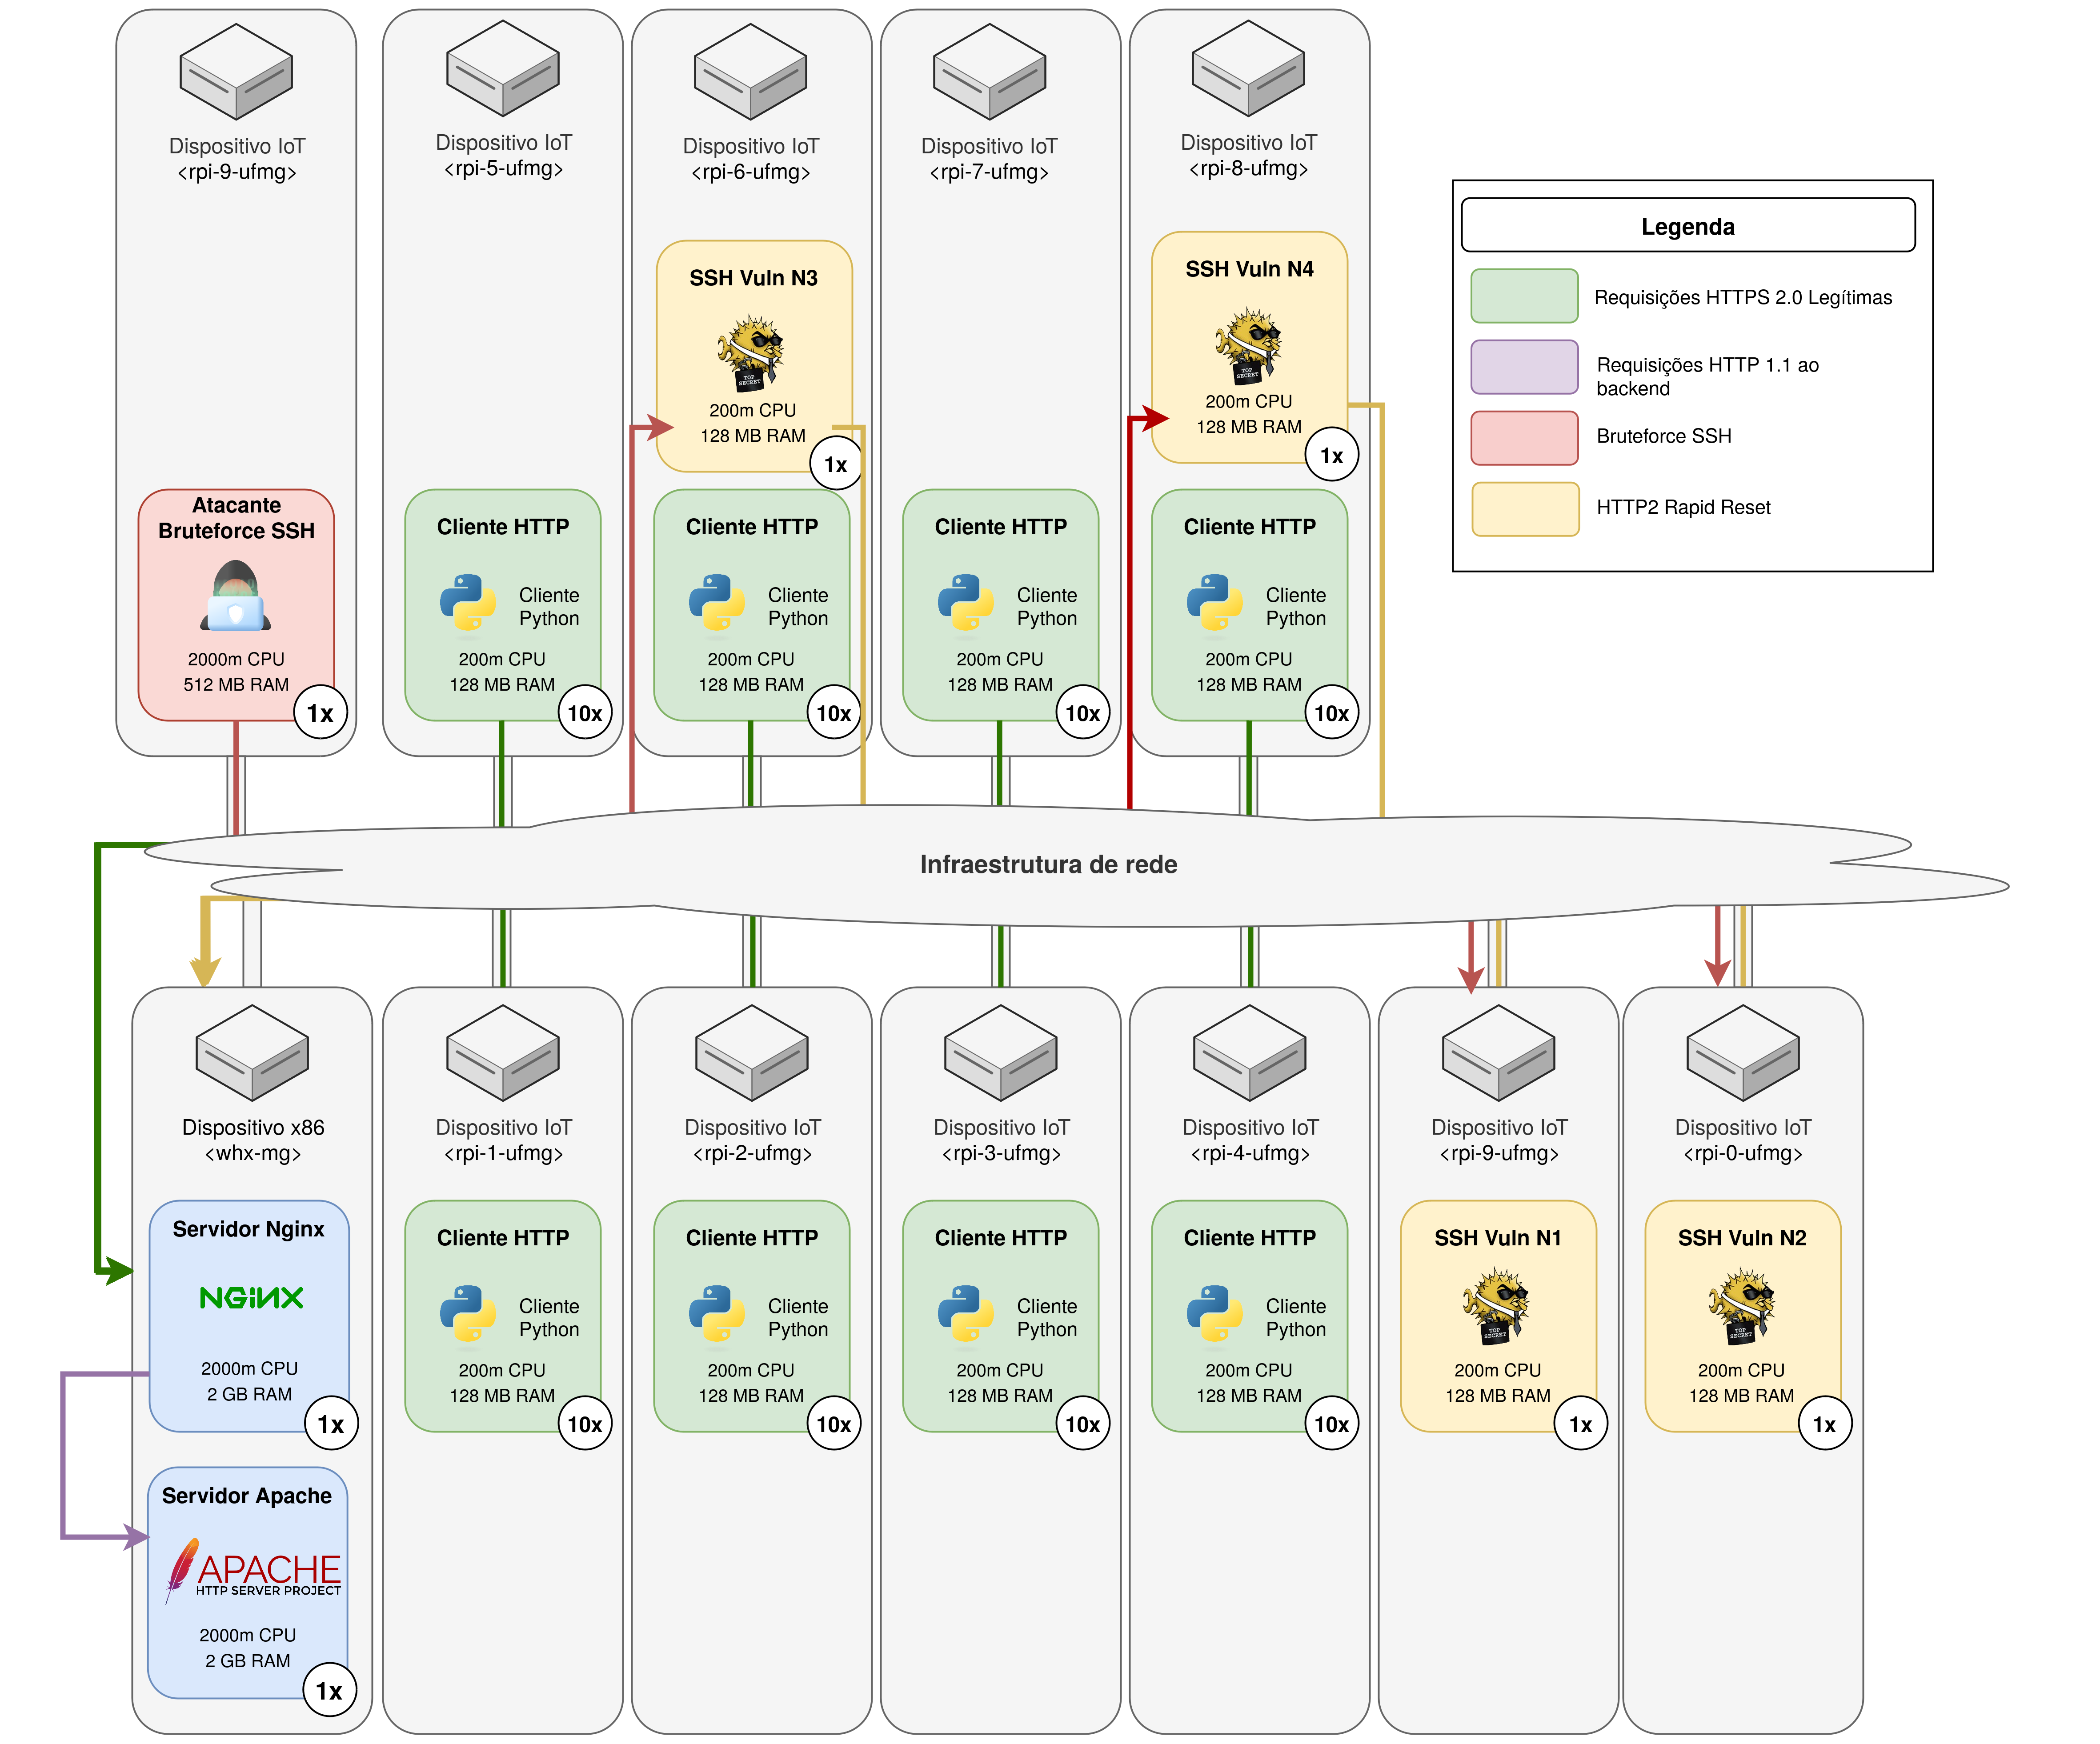 Dispositivo IoT
<rpi-9-ufmg>
Atacante
Bruteforce SSH
2000m CPU
512 MB RAM
1x
Dispositivo IoT
<rpi-5-ufmg>
Cliente HTTP
Cliente
Python
200m CPU
128 MB RAM
10x
Dispositivo IoT
<rpi-6-ufmg>
SSH Vuln N3
TOP
SECRET
200m CPU
128 MB RAM
1x
Cliente HTTP
Cliente
Python
200m CPU
128 MB RAM
10x
Dispositivo IoT
<rpi-7-ufmg>
Cliente HTTP
Cliente
Python
200m CPU
128 MB RAM
10x
Dispositivo IoT
<rpi-8-ufmg>
SSH Vuln N4
TOP
SECRET
200m CPU
128 MB RAM
1x
Cliente HTTP
Cliente
Python
200m CPU
128 MB RAM
10x
Legenda
Requisições HTTPS 2.0 Legítimas
Requisições HTTP 1.1 ao
backend
Bruteforce SSH
HTTP2 Rapid Reset
Infraestrutura de rede
Dispositivo x86
<whx-mg>
Servidor Nginx
NGiNX
2000m CPU
2 GB RAM
1x
Servidor Apache
APACHE
HTTP SERVER PROJECT
2000m CPU
2 GB RAM
1x
Dispositivo IoT
<rpi-1-ufmg>
Cliente HTTP
Cliente
Python
200m CPU
128 MB RAM
10x
Dispositivo IoT
<rpi-2-ufmg>
Cliente HTTP
Cliente
Python
200m CPU
128 MB RAM
10x
Dispositivo IoT
<rpi-3-ufmg>
Cliente HTTP
Cliente
Python
200m CPU
128 MB RAM
10x
Dispositivo IoT
<rpi-4-ufmg>
Cliente HTTP
Cliente
Python
200m CPU
128 MB RAM
10x
Dispositivo IoT
<rpi-9-ufmg>
SSH Vuln N1
TOP
SECRET
200m CPU
128 MB RAM
1x
Dispositivo IoT
<rpi-0-ufmg>
SSH Vuln N2
TOP
SECRET
200m CPU
128 MB RAM
1x